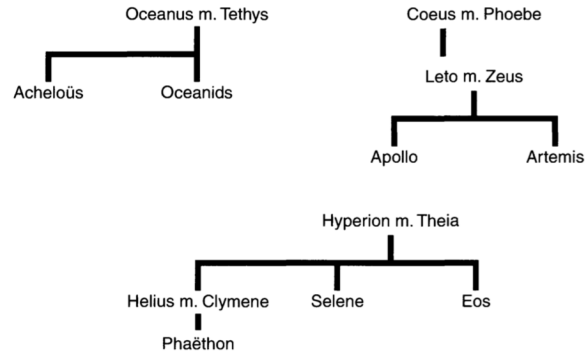 Oceanus m. Tethys
Acheloüs Oceanids
Coeus m. Phoebe
Leto m. Zeus
Apollo Artemis
Hyperion m. Theia
Helius m. Clymene Selene Eos
Phaëthon